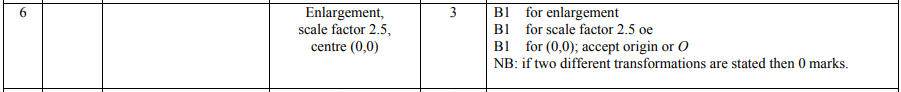 6
Enlargement,
scale factor 2.5,
centre (0,0)
3
B1 for enlargement
B1 for scale factor 2.5 oe
B1 for (0,0); accept origin or O
NB: if two different transformations are stated then 0 marks.